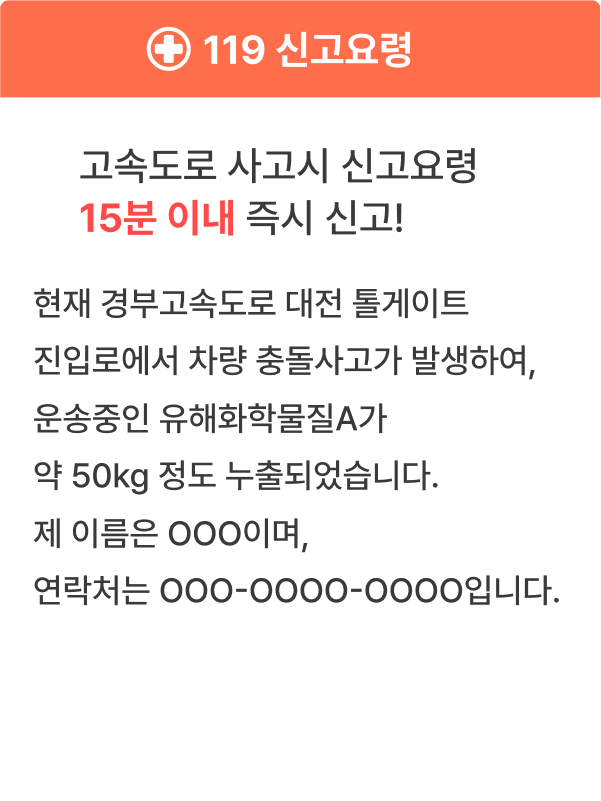 119 신고요령
고속도로 사고시 신고요령
15분 이내 즉시 신고!
현재 경부고속도로 대전 톨게이트
진입로에서 차량 충돌사고가 발생하여,
운송중인 유해화학물질A가
약 50kg 정도 누출되었습니다.
제 이름은 OOO이며,
연락처는 OOO-OOOO-OOOO입니다.